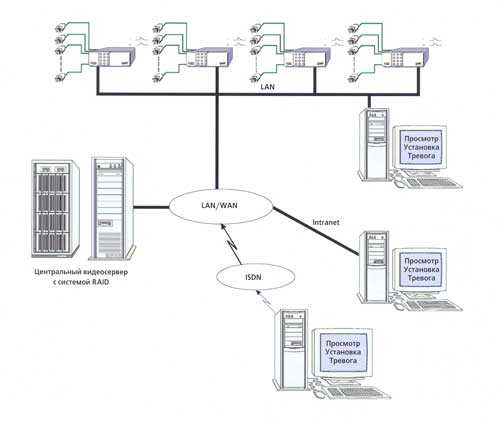 LAN
Просмотр
Установка
Тревога
LAN/WAN
Intranet
Центральный видеосервер
с системой RAID
Просмотр
Установка
Тревога
ISDN
Просмотр
Установка
Тревога